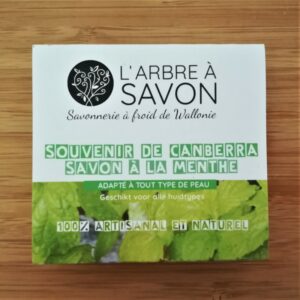 L'ARBRE À
SAVON
Savonnerie à froid de Wallonie
SOUVENIR DE CANBERRA
SAVON À LA MENTHE
ADAPTÉ À TOUT TYPE DE PEAU
Geschikt voor alle huidtypes
100% ARTISANAL ET NATUREL